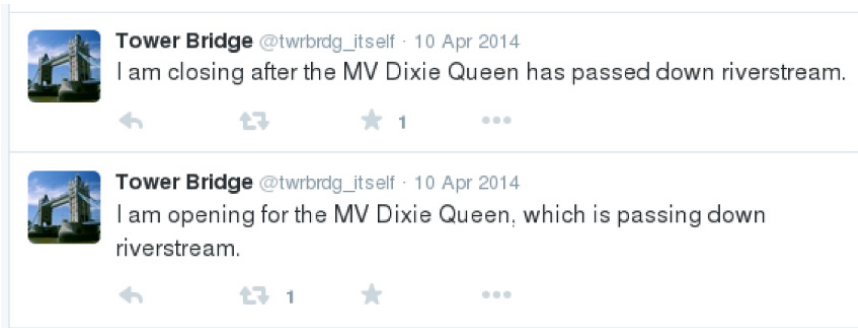 Tower Bridge @twrbrdg_itself · 10 Apr 2014
I am closing after the MV Dixie Queen has passed down riverstream.
1
Tower Bridge @twrbrdg_itself · 10 Apr 2014
I am opening for the MV Dixie Queen, which is passing down
riverstream.
1